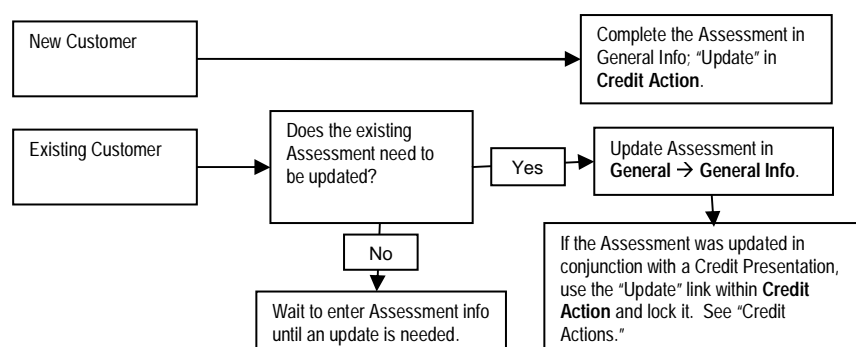 New Customer
Complete the Assessment in
General Info; “Update” in
Credit Action.
Existing Customer
Does the existing
Assessment need to
be updated?
Yes
Update Assessment in
General → General Info.
No
Wait to enter Assessment info
until an update is needed.
If the Assessment was updated in
conjunction with a Credit Presentation,
use the “Update” link within Credit
Action and lock it. See “Credit
Actions.”